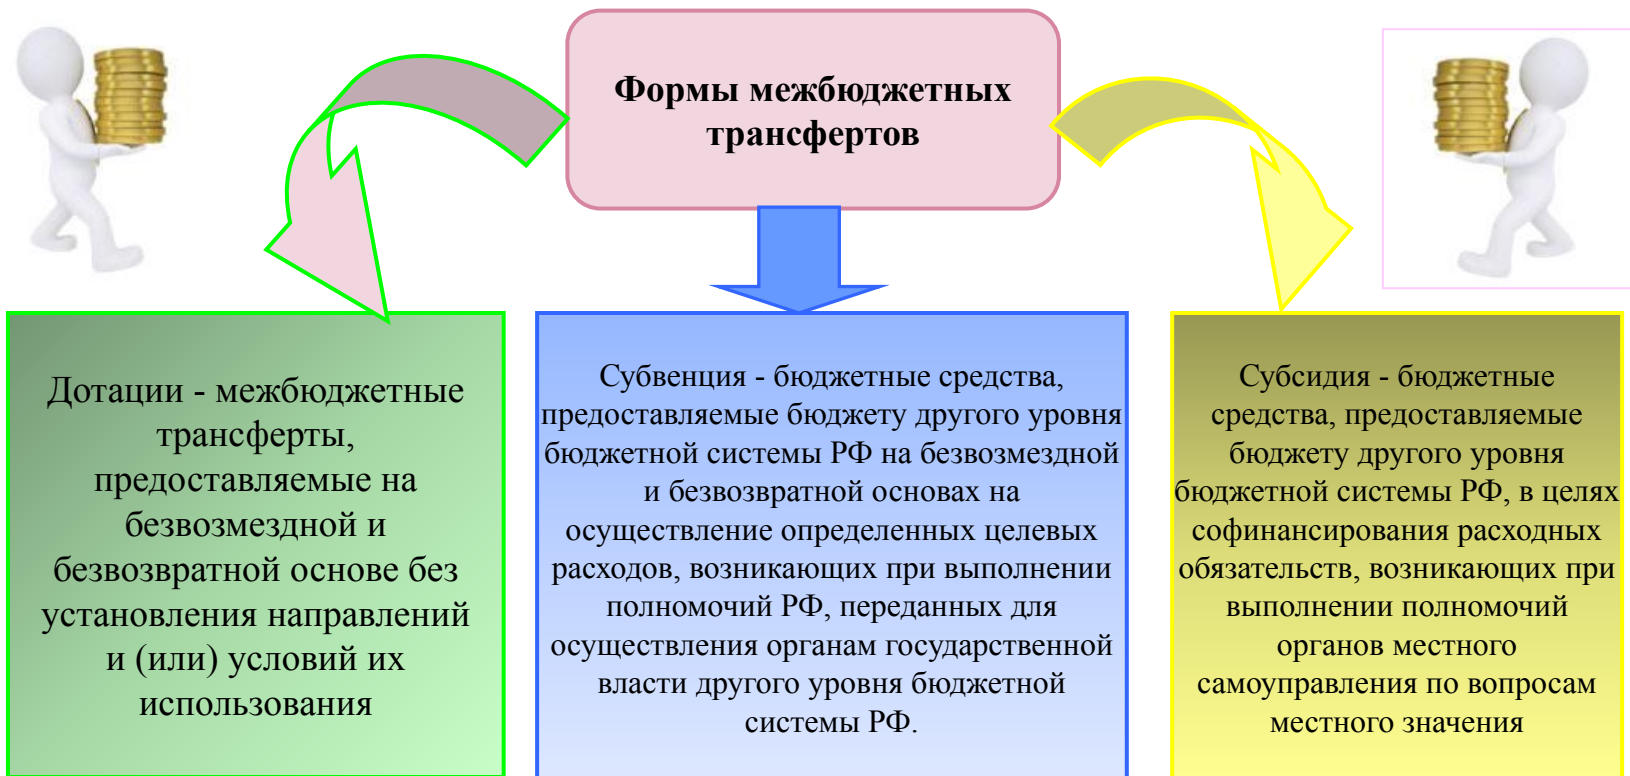 Формы межбюджетных
трансфертов
Дотации - межбюджетные
трансферты,
предоставляемые на
безвозмездной и
безвозвратной основе без
установления направлений
и (или) условий их
использования
Субвенция - бюджетные средства,
предоставляемые бюджету другого уровня
бюджетной системы РФ на безвозмездной
и безвозвратной основах на
осуществление определенных целевых
расходов, возникающих при выполнении
полномочий РФ, переданных для
осуществления органам государственной
власти другого уровня бюджетной
системы РФ.
Субсидия - бюджетные
средства, предоставляемые
бюджету другого уровня
бюджетной системы РФ, в целях
софинансирования расходных
обязательств, возникающих при
выполнении полномочий
органов местного
самоуправления по вопросам
местного значения